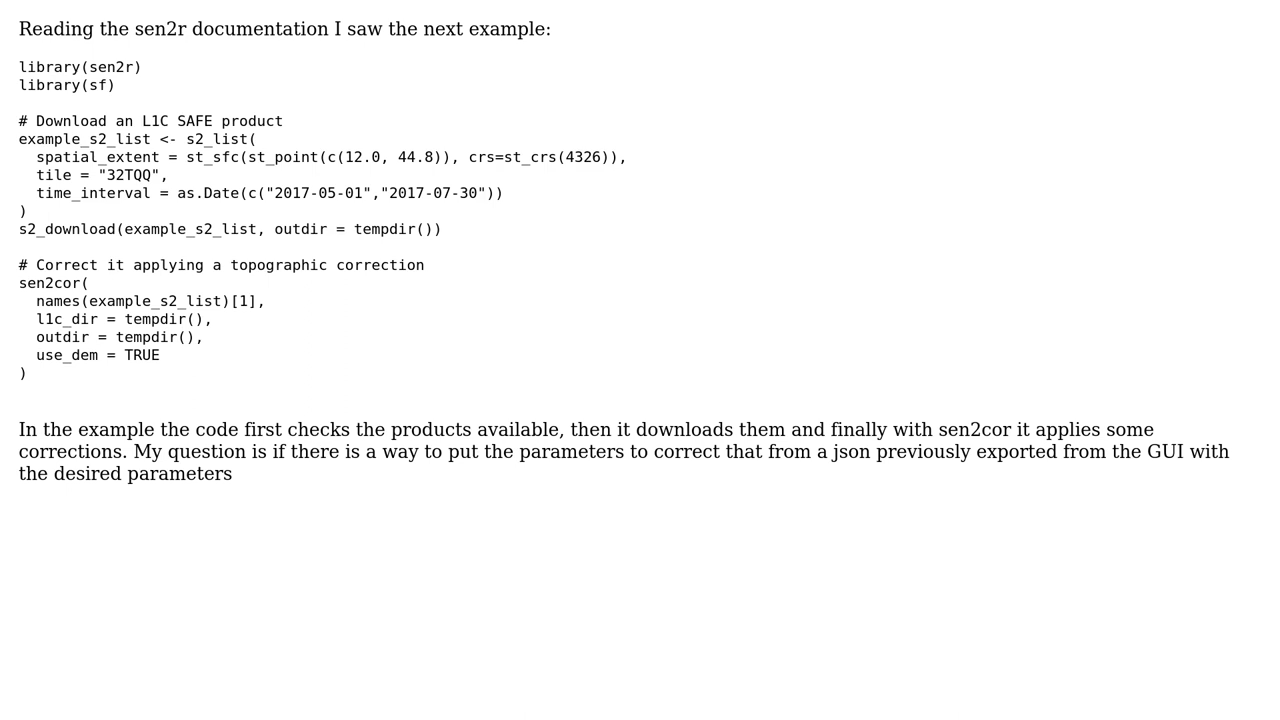 Reading the sen2r documentation I saw the next example:
library(sen2r)
library(sf)
# Download an L1C SAFE product
example_s2_list <- s2_list(
  spatial_extent = st_sfc(st_point(c(12.0, 44.8)), crs=st_crs(4326)),
  tile = "32TQQ",
  time_interval = as.Date(c("2017-05-01","2017-07-30"))
)
s2_download(example_s2_list, outdir = tempdir())
# Correct it applying a topographic correction
sen2cor(
  names(example_s2_list)[1],
  l1c_dir = tempdir(),
  outdir = tempdir(),
  use_dem = TRUE
)
In the example the code first checks the products available, then it downloads them and finally with sen2cor it applies some
corrections. My question is if there is a way to put the parameters to correct that from a json previously exported from the GUI with
the desired parameters